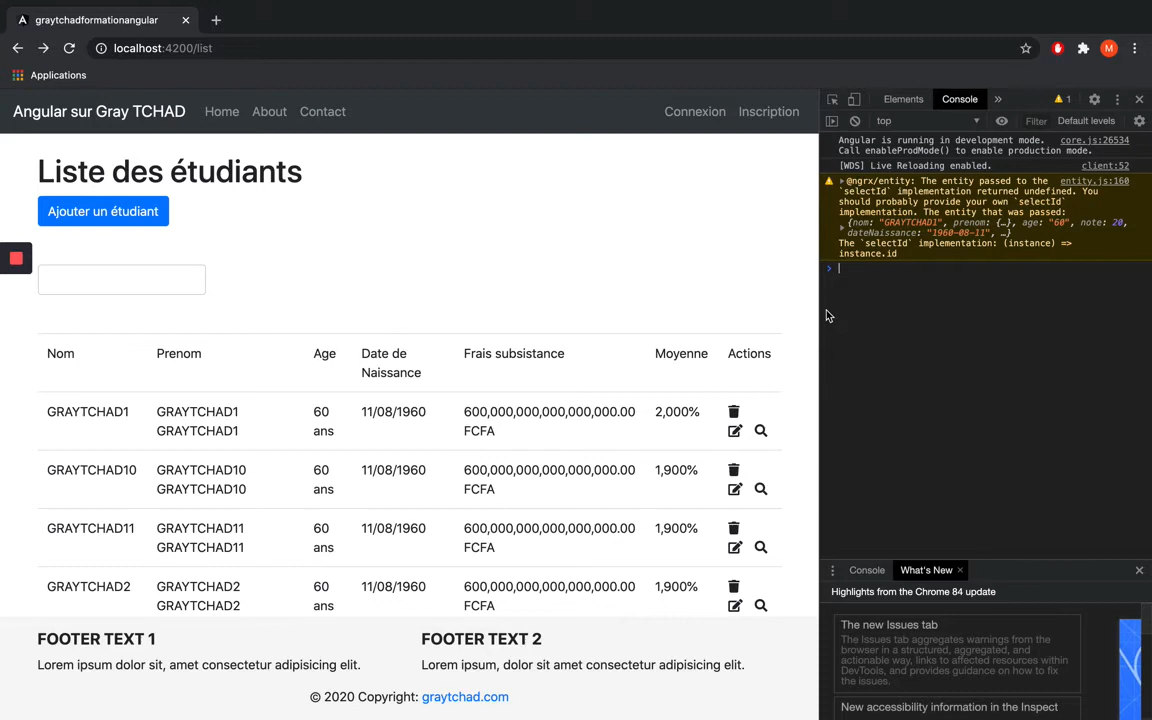 graytchadformationangular
localhost:4200/list
M
Applications
Angular sur Gray TCHAD Home About Contact Connexion Inscription
Liste des étudiants
Ajouter un étudiant
Nom Prenom Age Date de Naissance Frais subsistance Moyenne Actions
GRAYTCHAD1 GRAYTCHAD1 60 11/08/1960 600,000,000,000,000,000.00 2,000%
GRAYTCHAD1 ans FCFA
GRAYTCHAD10 GRAYTCHAD10 60 11/08/1960 600,000,000,000,000,000.00 1,900%
GRAYTCHAD10 ans FCFA
GRAYTCHAD11 GRAYTCHAD11 60 11/08/1960 600,000,000,000,000,000.00 1,900%
GRAYTCHAD11 ans FCFA
GRAYTCHAD2 GRAYTCHAD2 60 11/08/1960 600,000,000,000,000,000.00 1,900%
GRAYTCHAD2 ans FCFA
FOOTER TEXT 1 FOOTER TEXT 2
Lorem ipsum dolor sit, amet consectetur adipisicing elit. Lorem ipsum, dolor sit amet consectetur adipisicing elit.
© 2020 Copyright: graytchad.com
Elements Console » 1
top Filter Default levels
Angular is running in development mode. core.js:26534
Call enableProdMode() to enable production mode.
[WDS] Live Reloading enabled. client:52
@ngrx/entity: The entity passed to the entity.js:160
`selectId` implementation returned undefined. You
should probably provide your own `selectId`
implementation. The entity that was passed:
{nom: "GRAYTCHAD1", prenom: {…}, age: "60", note: 20,
dateNaissance: "1960-08-11", …}
The `selectId` implementation: (instance) =>
instance.id
Console What's New
Highlights from the Chrome 84 update
The new Issues tab
The Issues tab aggregates warnings from the
browser in a structured, aggregated, and
actionable way, links to affected resources within
DevTools, and provides guidance on how to fix
the issues.
New accessibility information in the Inspect